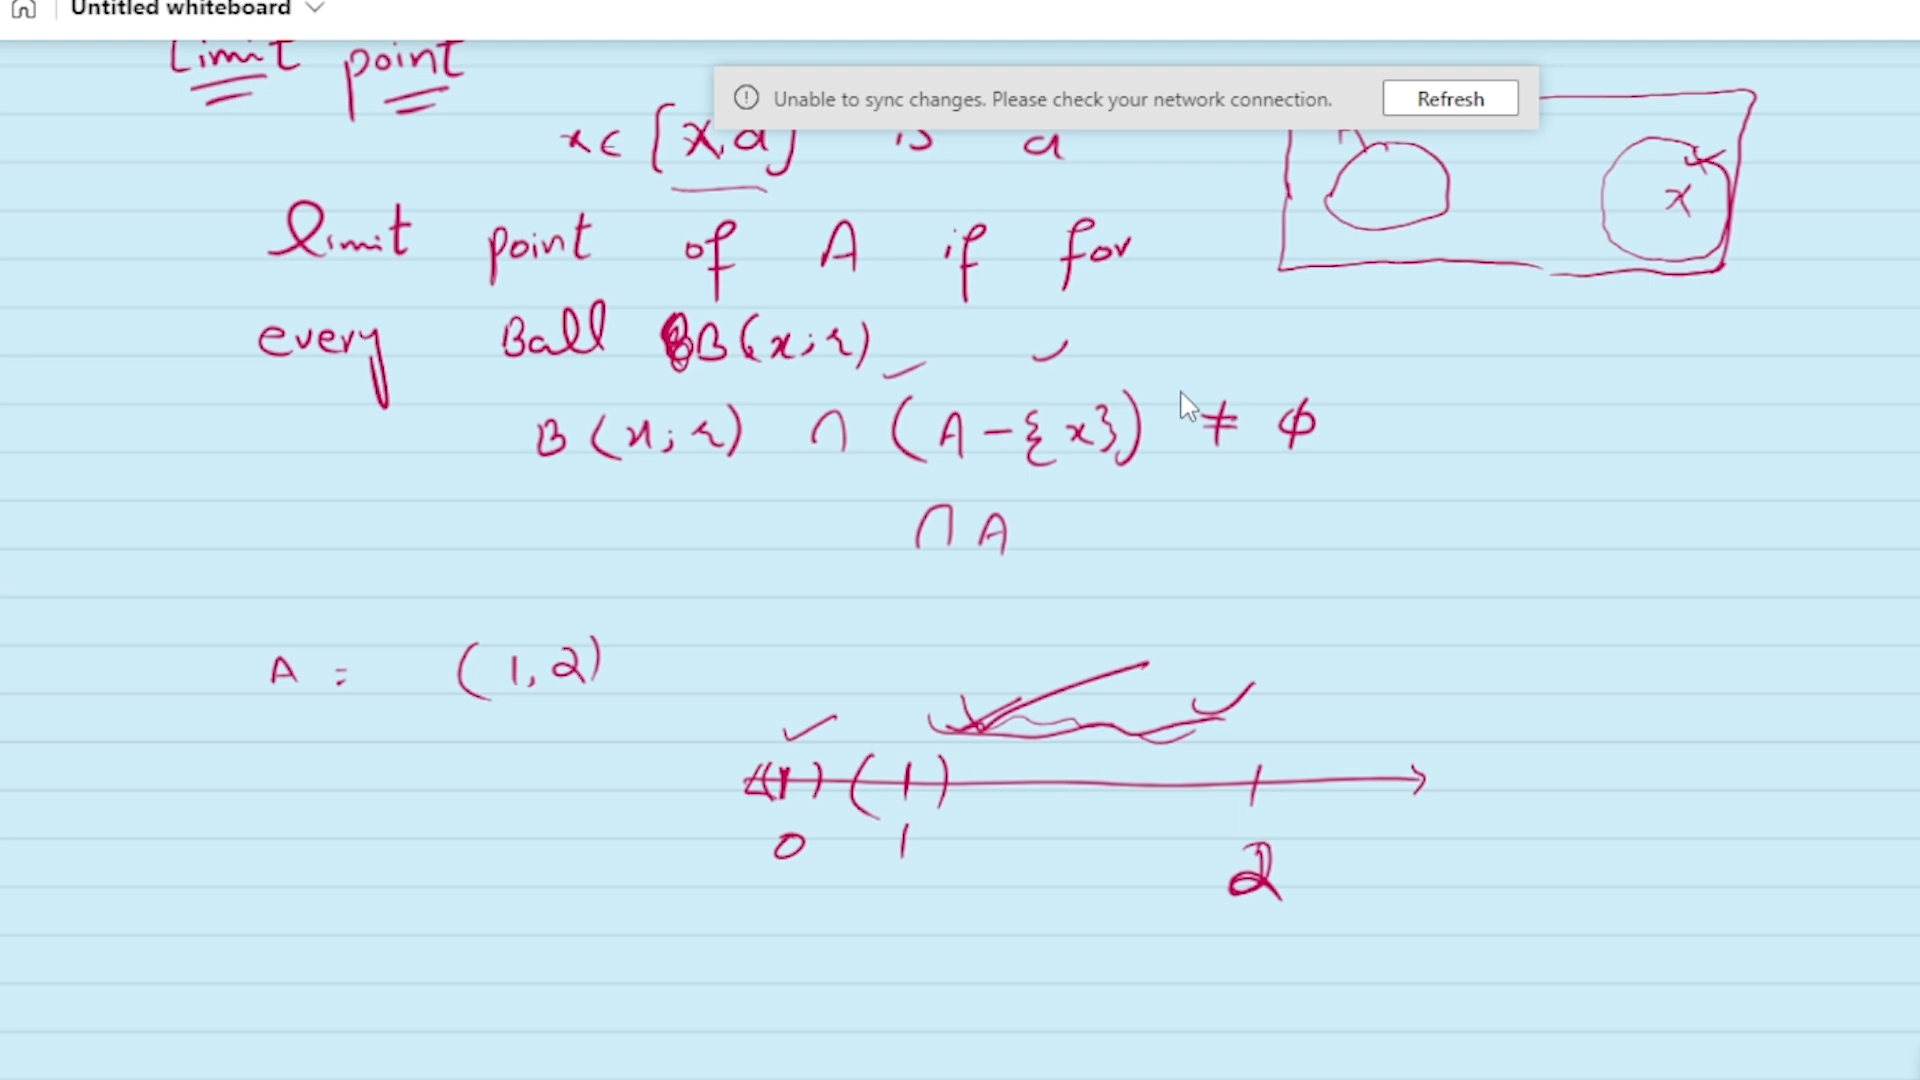 Untitled whiteboard
Limit point
Unable to sync changes. Please check your network connection. Refresh
x ∈ [X, d] is a
limit point of A if for
every Ball B(x; r)
B(x; r) ∩ (A - {x}) ≠ ϕ
∩ A
A = (1, 2)
0 1 2
A
x